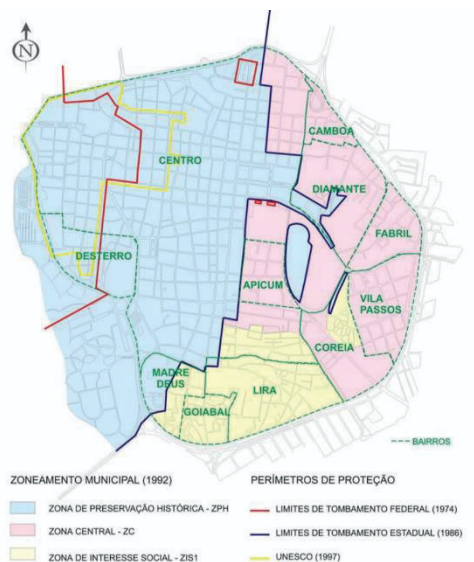 N
CENTRO
CAMBOA
DIAMANTE
FABRIL
DESTERRO
APICUM
VILA
PASSOS
COREIA
MADRE
DEUS
LIRA
GOIABAL
BAIRROS
ZONEAMENTO MUNICIPAL (1992)
ZONA DE PRESERVAÇÃO HISTÓRICA - ZPH
ZONA CENTRAL - ZC
ZONA DE INTERESSE SOCIAL - ZIS1
PERÍMETROS DE PROTEÇÃO
LIMITES DE TOMBAMENTO FEDERAL (1974)
LIMITES DE TOMBAMENTO ESTADUAL (1986)
UNESCO (1997)